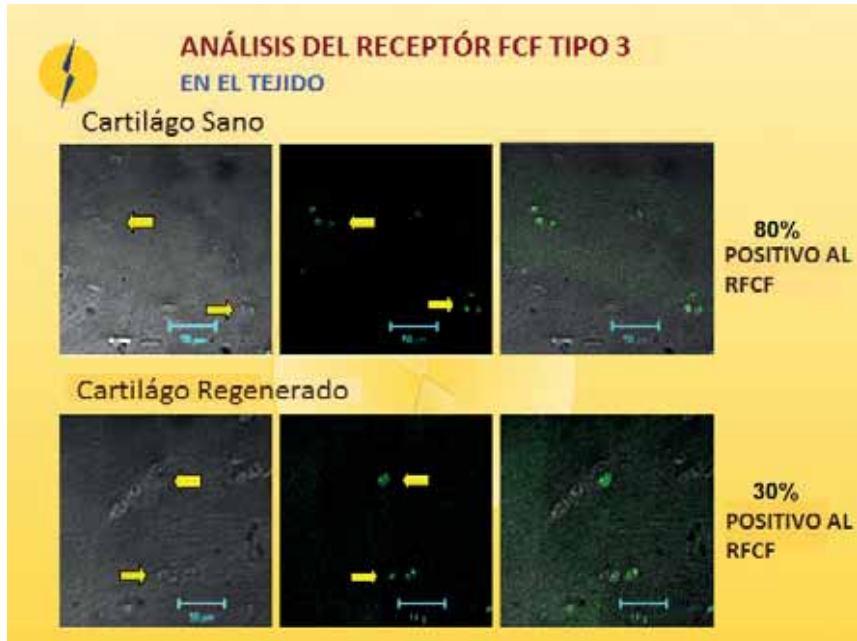 ANÁLISIS DEL RECEPTÓR FCF TIPO 3
EN EL TEJIDO
Cartilágo Sano
80%
POSITIVO AL
RFCF
Cartilágo Regenerado
30%
POSITIVO AL
RFCF